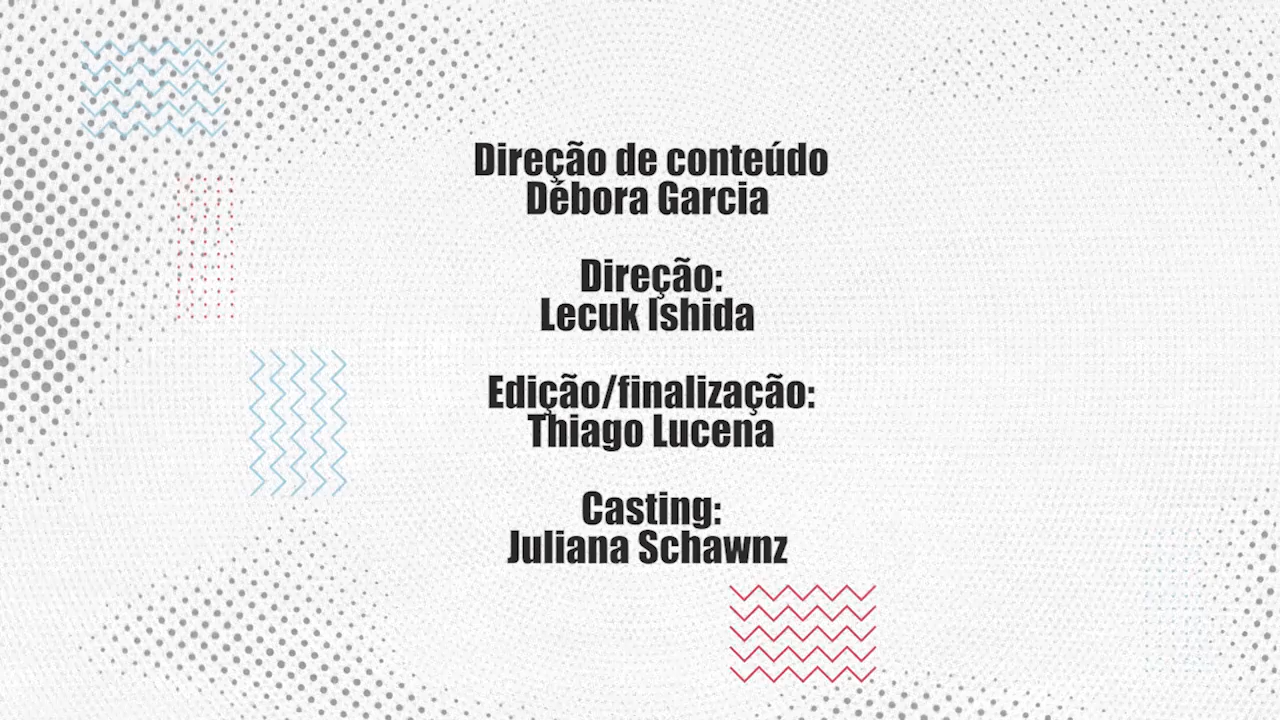 Direção de conteúdo
Débora Garcia
Direção:
Lecuk Ishida
Edição/finalização:
Thiago Lucena
Casting:
Juliana Schawnz